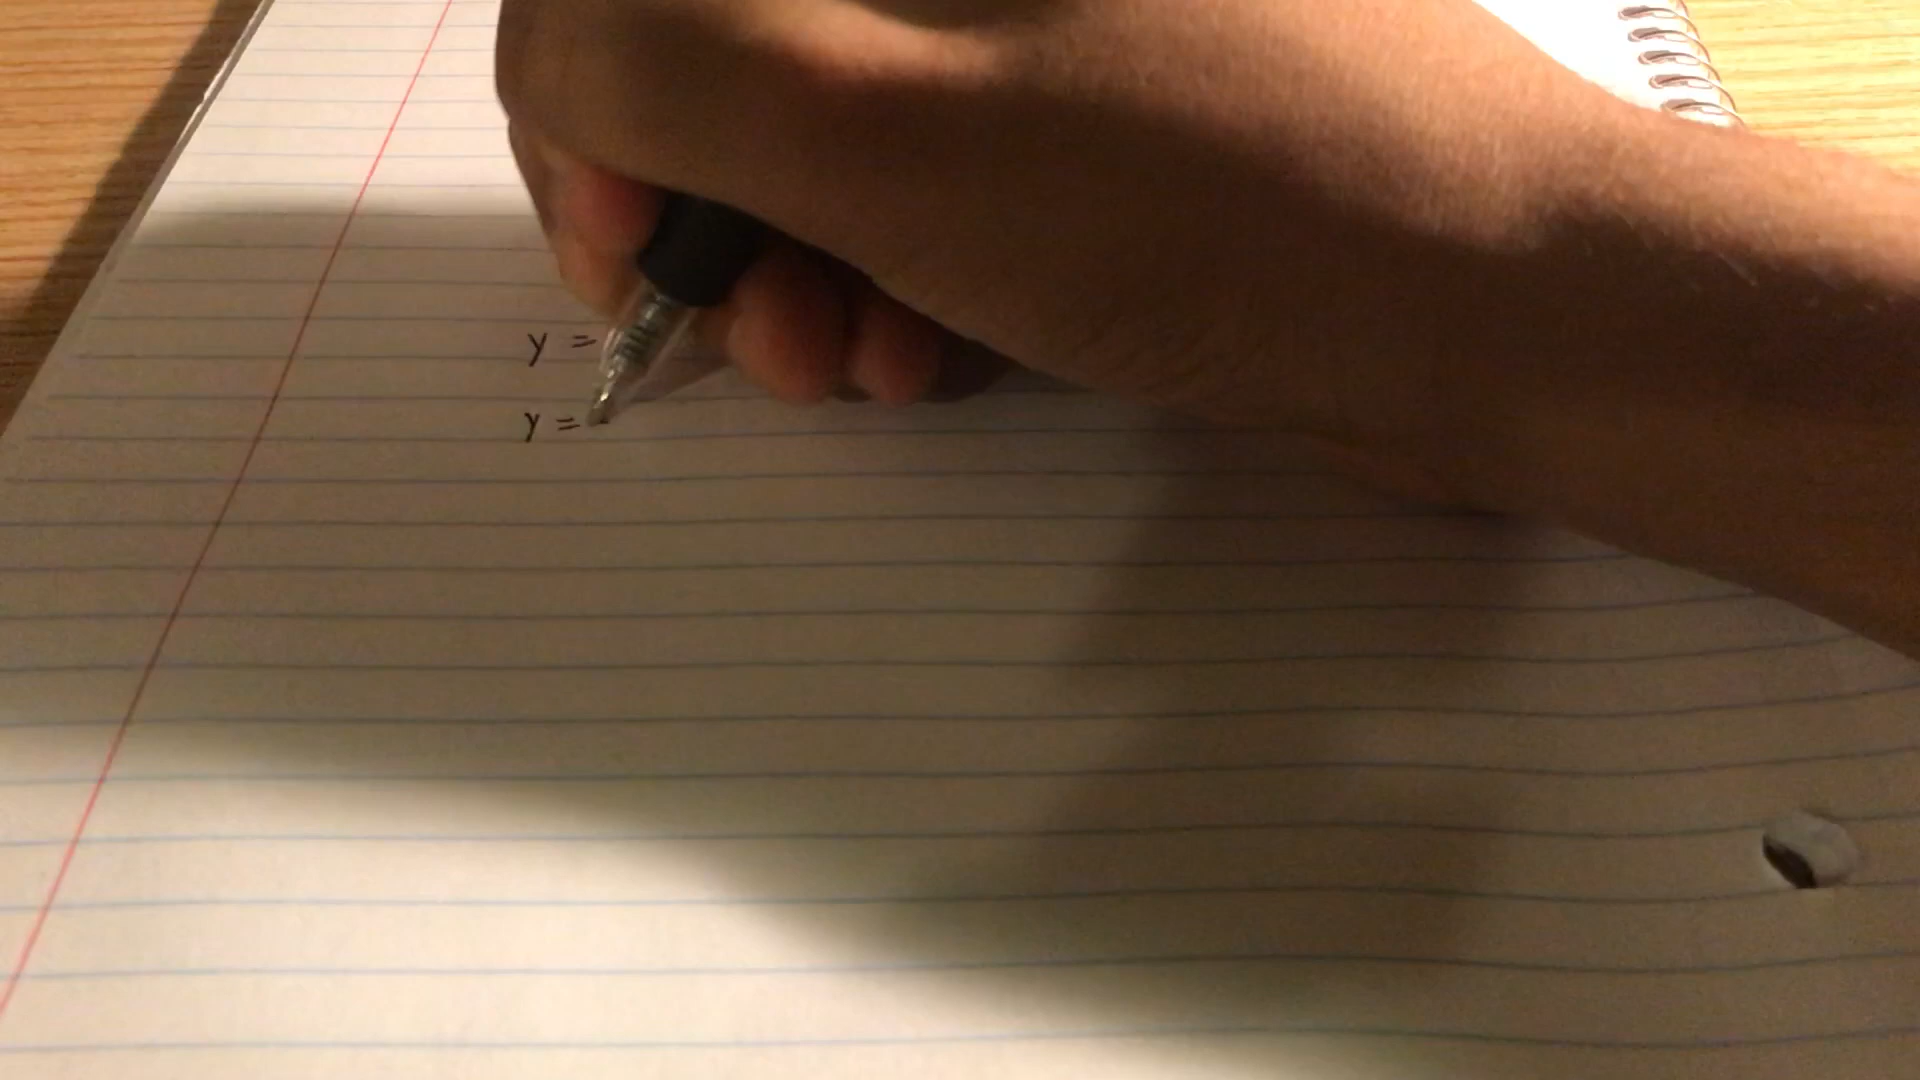 y =
y =